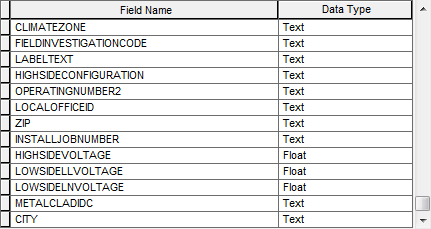 Field Name Data Type
CLIMATEZONE Text
FIELDINVESTIGATIONCODE Text
LABELTEXT Text
HIGHSIDECONFIGURATION Text
OPERATINGNUMBER2 Text
LOCALOFFICEID Text
ZIP Text
INSTALLJOBNUMBER Text
HIGHSIDEVOLTAGE Float
LOWSIDELLVOLTAGE Float
LOWSIDELNVOLTAGE Float
METALCLADIDC Text
CITY Text